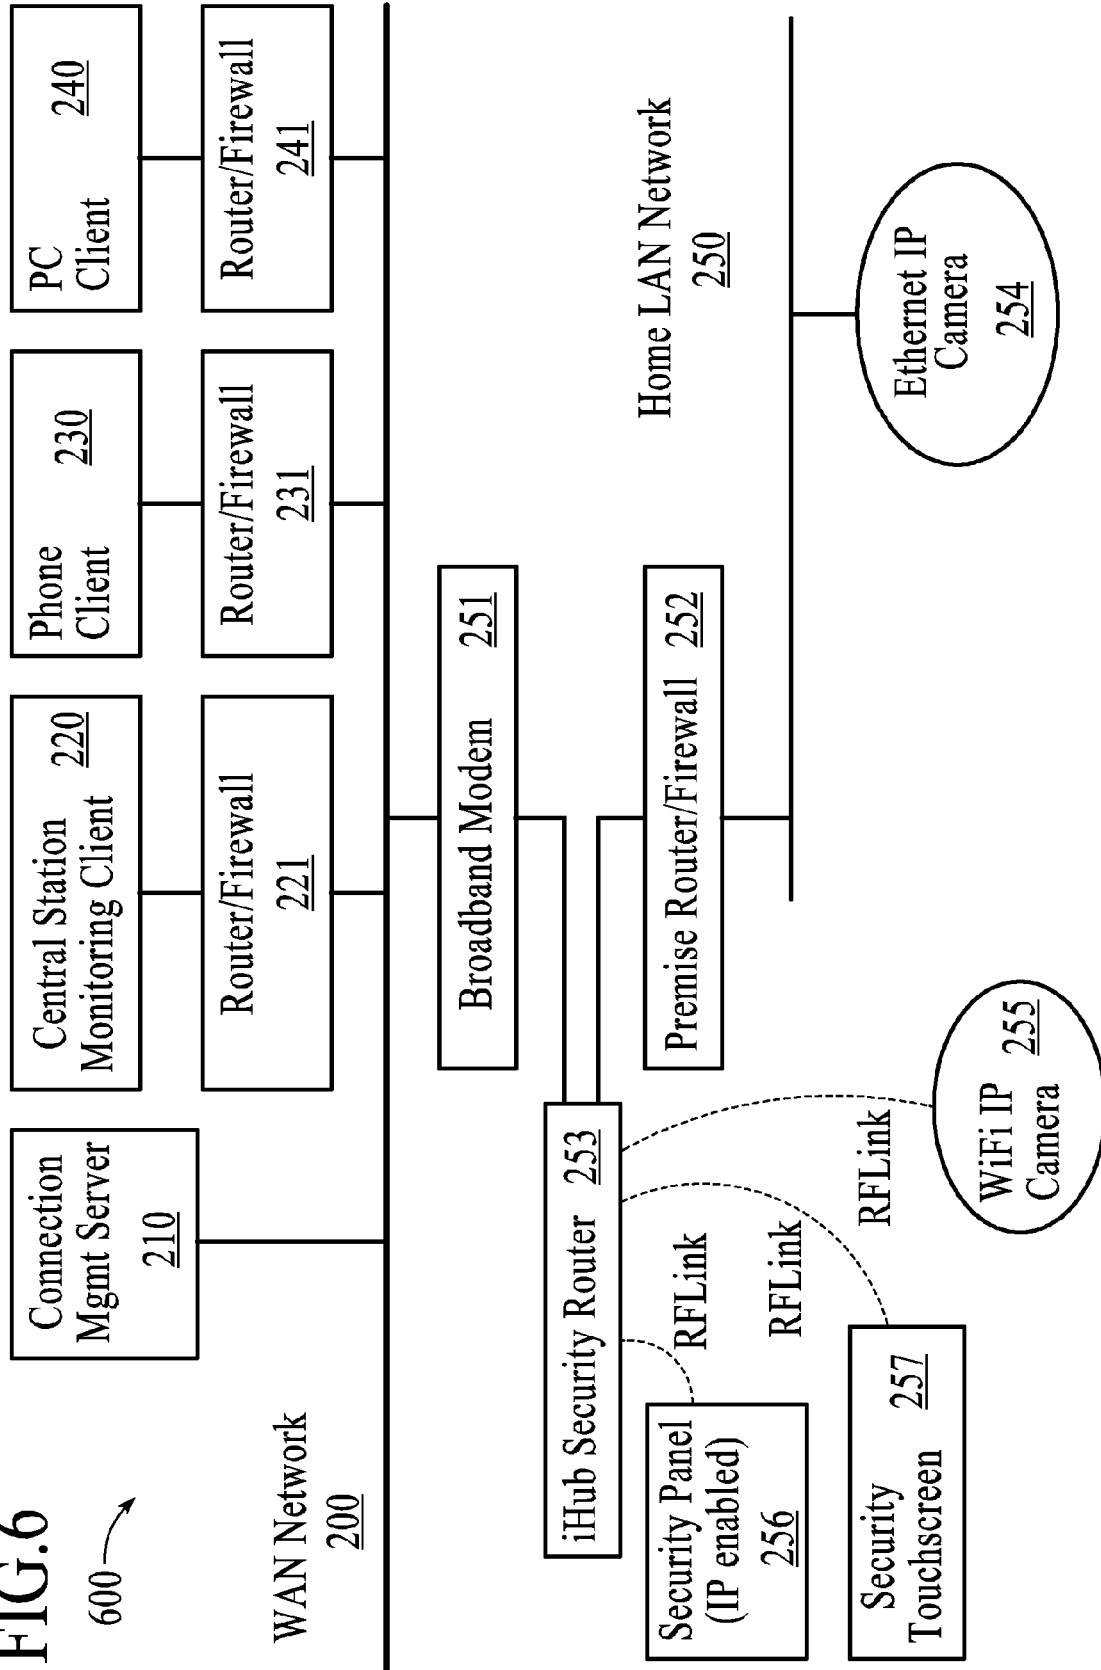 FIG.6
600
WAN Network
200
Connection
Mgmt Server
210
Central Station
Monitoring Client
220
Router/Firewall
221
Phone
Client
230
Router/Firewall
231
PC
Client
240
Router/Firewall
241
Broadband Modem 251
iHub Security Router 253
Premise Router/Firewall 252
Home LAN Network
250
Security Panel
(IP enabled)
256
RFLink
Security
Touchscreen
257
RFLink
RFLink
WiFi IP
Camera
255
Ethernet IP
Camera
254